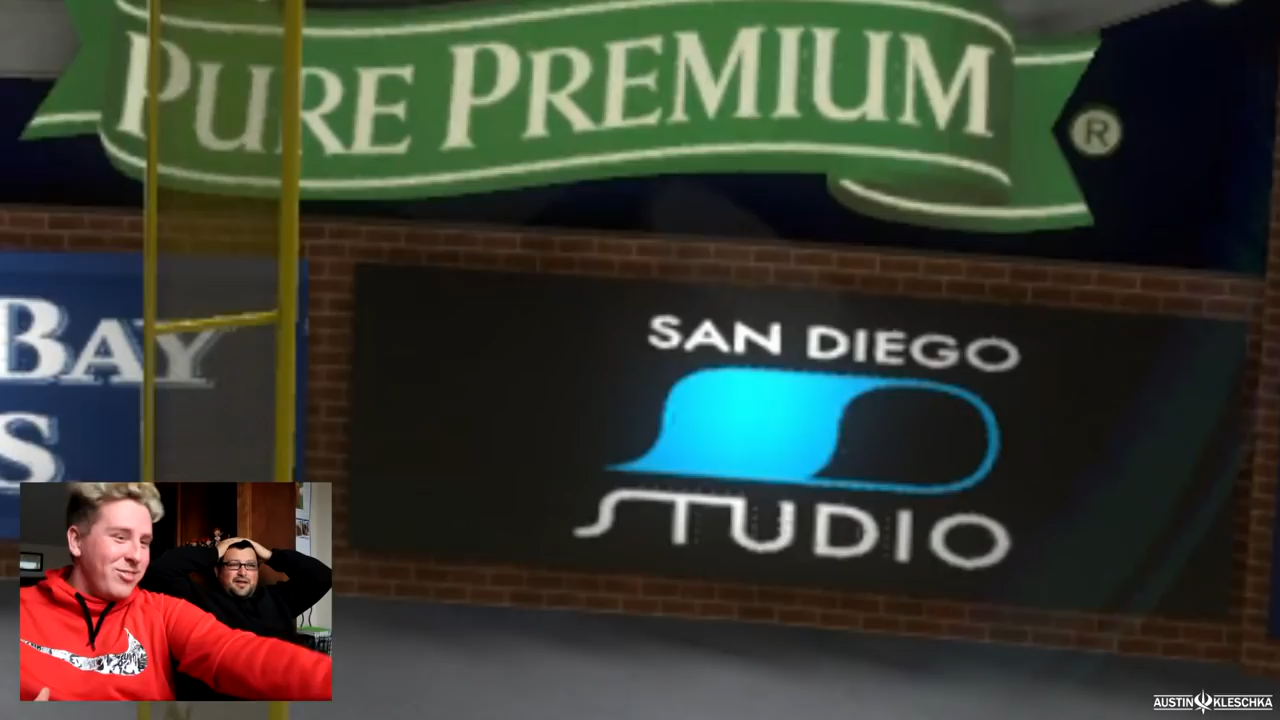 PURE PREMIUM ®
BAY
S
SAN DIEGO
STUDIO
AUSTIN KLESCHKA